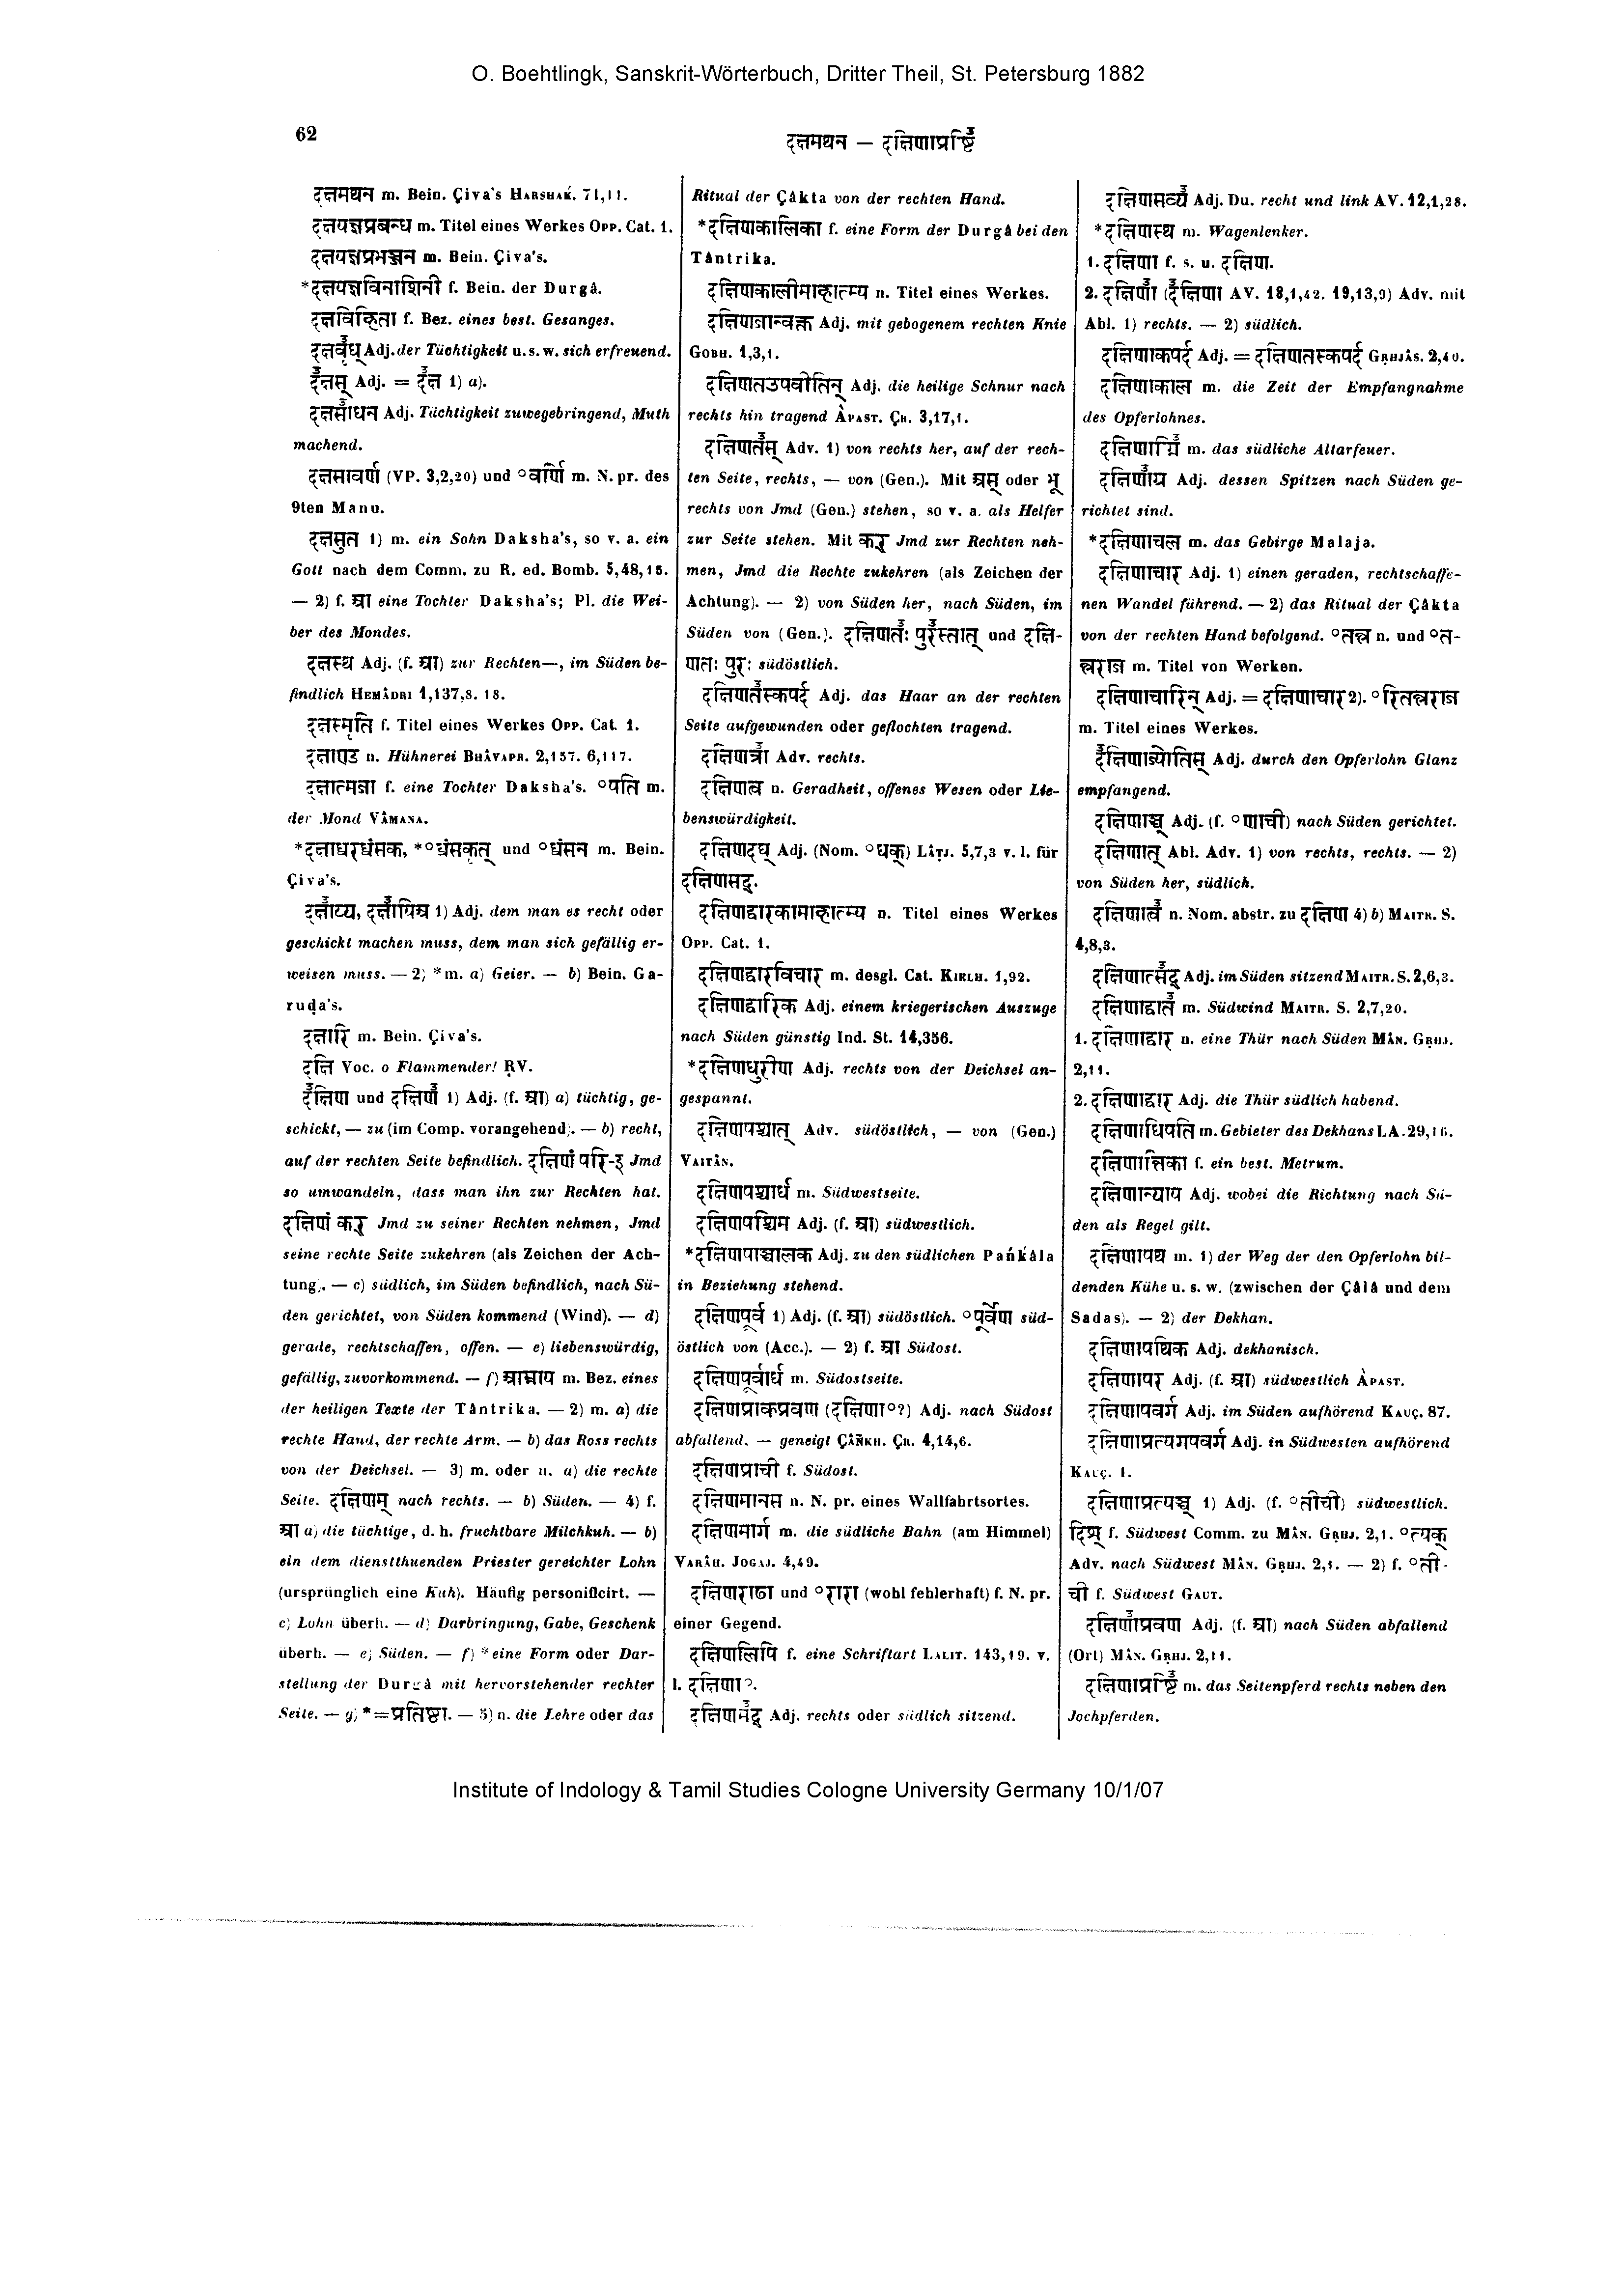 O. Boehtlingk, Sanskrit-Wörterbuch, Dritter Theil, St. Petersburg 1882
62
दक्षमथन — दक्षिणाप्रष्टि
दक्षमथन m. Bein. Çiva's HARSHAḰ. 71,11.
दक्षयज्ञप्रबन्ध m. Titel eines Werkes OPP. Cat. 1.
दक्षयज्ञप्रभञ्जन m. Bein. Çiva's.
*दक्षयज्ञविनाशिनी f. Bein. der Durgâ.
दक्षविहिता f. Bez. eines best. Gesanges.
दक्षवृध् Adj. der Tüchtigkeit u. s. w. sich erfreuend.
दक्षस् Adj. = दक्ष 1) a).
दक्षसाधन Adj. Tüchtigkeit zuwegebringend, Muth
machend.
दक्षसावर्ण (VP. 3,2,20) und °वर्णि m. N. pr. des
9ten Manu.
दक्षसुत 1) m. ein Sohn Daksha's, so v. a. ein
Gott nach dem Comm. zu R. ed. Bomb. 5,48,15.
— 2) f. आ eine Tochter Daksha's; Pl. die Wei-
ber des Mondes.
दक्षस्थ Adj. (f. आ) zur Rechten—, im Süden be-
findlich HEMÂDRI 1,137,8. 18.
दक्षस्मृति f. Titel eines Werkes OPP. Cat. 1.
दक्षाण्ड n. Hühnerei BHÂVAPR. 2,157. 6,117.
दक्षात्मजा f. eine Tochter Daksha's. °पति m.
der Mond VÂMANA.
*दक्षाधरध्वंसक, *°ध्वंसकृत् und °ध्वंसन m. Bein.
Çiva's.
दक्षाय्य, दक्षायिअ 1) Adj. dem man es recht oder
geschickt machen muss, dem man sich gefällig er-
weisen muss. — 2) *m. a) Geier. — b) Bein. Ga-
ruḍa's.
दक्षारि m. Bein. Çiva's.
दक्षि Voc. o Flammender! ṚV.
दक्षिण und दक्षिण 1) Adj. (f. आ) a) tüchtig, ge-
schickt, — zu (im Comp. vorangehend). — b) recht,
auf der rechten Seite befindlich. दक्षिणं परि-इ Jmd
so umwandeln, dass man ihn zur Rechten hat.
दक्षिणं कर् Jmd zu seiner Rechten nehmen, Jmd
seine rechte Seite zukehren (als Zeichen der Ach-
tung). — c) südlich, im Süden befindlich, nach Sü-
den gerichtet, von Süden kommend (Wind). — d)
gerade, rechtschaffen, offen. — e) liebenswürdig,
gefällig, zuvorkommend. — f) आम्नाय m. Bez. eines
der heiligen Texte der Tântrika. — 2) m. a) die
rechte Hand, der rechte Arm. — b) das Ross rechts
von der Deichsel. — 3) m. oder n. a) die rechte
Seite. दक्षिणम् nach rechts. — b) Süden. — 4) f.
आ a) die tüchtige, d. h. fruchtbare Milchkuh. — b)
ein dem dienstthuenden Priester gereichter Lohn
(ursprünglich eine Kuh). Häufig personificirt. —
c) Lohn überh. — d) Darbringung, Gabe, Geschenk
überh. — e) Süden. — f) *eine Form oder Dar-
stellung der Durgâ mit hervorstehender rechter
Seite. — g) *=प्रतिष्ठा. — 5) n. die Lehre oder das
Ritual der Çâkta von der rechten Hand.
*दक्षिणकालिका f. eine Form der Durgâ bei den
Tântrika.
दक्षिणकालीमाहात्म्य n. Titel eines Werkes.
दक्षिणजान्वक्न Adj. mit gebogenem rechten Knie
GOBH. 1,3,1.
दक्षिणतउपवीतिन् Adj. die heilige Schnur nach
rechts hin tragend ÂPAST. ÇR. 3,17,1.
दक्षिणतस् Adv. 1) von rechts her, auf der rech-
ten Seite, rechts, — von (Gen.). Mit अस् oder भू
rechts von Jmd (Gen.) stehen, so v. a. als Helfer
zur Seite stehen. Mit कर् Jmd zur Rechten neh-
men, Jmd die Rechte zukehren (als Zeichen der
Achtung). — 2) von Süden her, nach Süden, im
Süden von (Gen.). दक्षिणतः पुरस्तात् und दक्षि-
णतः पुरः südöstlich.
दक्षिणतस्कपर्द Adj. das Haar an der rechten
Seite aufgewunden oder geflochten tragend.
दक्षिणत्रा Adv. rechts.
दक्षिणत्व n. Geradheit, offenes Wesen oder Lie-
benswürdigkeit.
दक्षिणदघ् Adj. (Nom. °धक्) LÂṬJ. 5,7,3 v. l. für
दक्षिणसद्.
दक्षिणद्वारकामाहात्म्य n. Titel eines Werkes
OPP. Cat. 1.
दक्षिणद्वारविचार m. desgl. Cat. KIELH. 1,92.
दक्षिणद्वारिक Adj. einem kriegerischen Auszuge
nach Süden günstig Ind. St. 14,356.
*दक्षिणधुरीण Adj. rechts von der Deichsel an-
gespannt.
दक्षिणपश्चात् Adv. südöstlich, — von (Gen.)
VAITÂN.
दक्षिणपश्चार्ध m. Südwestseite.
दक्षिणपश्चिम Adj. (f. आ) südwestlich.
*दक्षिणपाञ्चालक Adj. zu den südlichen Pańḱâla
in Beziehung stehend.
दक्षिणपूर्व 1) Adj. (f. आ) südöstlich. °पूर्वेण süd-
östlich von (Acc.). — 2) f. आ Südost.
दक्षिणपूर्वार्ध m. Südostseite.
दक्षिणप्राक्प्रवण (दक्षिणा°?) Adj. nach Südost
abfallend. — geneigt ÇÂÑKH. ÇR. 4,14,6.
दक्षिणप्राची f. Südost.
दक्षिणमानस n. N. pr. eines Wallfahrtsortes.
दक्षिणमार्ग m. die südliche Bahn (am Himmel)
VARÂH. JOGAJ. 4,49.
दक्षिणराढा und °रारा (wohl fehlerhaft) f. N. pr.
einer Gegend.
दक्षिणलिपि f. eine Schriftart LALIT. 143,19. v.
l. दक्षिणा°.
दक्षिणसद् Adj. rechts oder südlich sitzend.
दक्षिणसव्य Adj. Du. recht und link AV. 12,1,28.
*दक्षिणस्थ m. Wagenlenker.
1. दक्षिणा f. s. u. दक्षिण.
2. दक्षिणा (दक्षिणा AV. 18,1,42. 19,13,9) Adv. mit
Abl. 1) rechts. — 2) südlich.
दक्षिणाकपर्द Adj. = दक्षिणतस्कपर्द GṚHJÂS. 2,40.
दक्षिणाकाल m. die Zeit der Empfangnahme
des Opferlohnes.
दक्षिणाग्नि m. das südliche Altarfeuer.
दक्षिणाग्र Adj. dessen Spitzen nach Süden ge-
richtet sind.
*दक्षिणाचल m. das Gebirge Malaja.
दक्षिणाचार Adj. 1) einen geraden, rechtschaffe-
nen Wandel führend. — 2) das Ritual der Çâkta
von der rechten Hand befolgend. °तन्त्र n. und °त-
न्त्रराज m. Titel von Werken.
दक्षिणाचारिन् Adj. = दक्षिणाचार 2). °रितन्त्रराज
m. Titel eines Werkes.
दक्षिणाज्योतिस् Adj. durch den Opferlohn Glanz
empfangend.
दक्षिणाञ्च् Adj. (f. °णाची) nach Süden gerichtet.
दक्षिणात् Abl. Adv. 1) von rechts, rechts. — 2)
von Süden her, südlich.
दक्षिणात्व n. Nom. abstr. zu दक्षिण 4) b) MAITR. S.
4,8,3.
दक्षिणात्सद् Adj. im Süden sitzend MAITR. S. 2,6,3.
दक्षिणाद्वात m. Südwind MAITR. S. 2,7,20.
1. दक्षिणाद्वार n. eine Thür nach Süden MÂN. GṚHJ.
2,11.
2. दक्षिणाद्वार Adj. die Thür südlich habend.
दक्षिणाधिपति m. Gebieter des Dekhans LA. 29,16.
दक्षिणान्तिका f. ein best. Metrum.
दक्षिणान्याय Adj. wobei die Richtung nach Sü-
den als Regel gilt.
दक्षिणापथ m. 1) der Weg der den Opferlohn bil-
denden Kühe u. s. w. (zwischen der Çâlâ und dem
Sadas). — 2) der Dekhan.
दक्षिणापथिक Adj. dekhanisch.
दक्षिणापर Adj. (f. आ) südwestlich ÂPAST.
दक्षिणापवर्ग Adj. im Süden aufhörend KAUÇ. 87.
दक्षिणाप्रत्यगपवर्ग Adj. in Südwesten aufhörend
KAUÇ. 1.
दक्षिणाप्रत्यञ्च् 1) Adj. (f. °तीची) südwestlich.
दिश् f. Südwest Comm. zu MÂN. GṚHJ. 2,1. °त्यक्
Adv. nach Südwest MÂN. GṚHJ. 2,1. — 2) f. °ती-
ची f. Südwest GAUT.
दक्षिणाप्रवण Adj. (f. आ) nach Süden abfallend
(Ort) MÂN. GṚHJ. 2,11.
दक्षिणाप्रष्टि m. das Seitenpferd rechts neben den
Jochpferden.
Institute of Indology & Tamil Studies Cologne University Germany 10/1/07